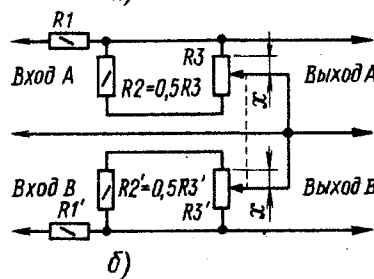 R1
R3
Вход А
R2=0,5R3
x
Выход А
Вход В
R2'=0,5R3'
x
Выход В
R1'
R3'
б)